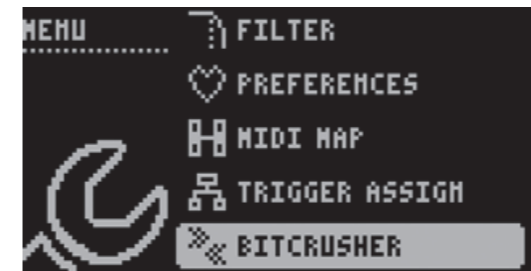 MENU
FILTER
PREFERENCES
MIDI MAP
TRIGGER ASSIGN
BITCRUSHER